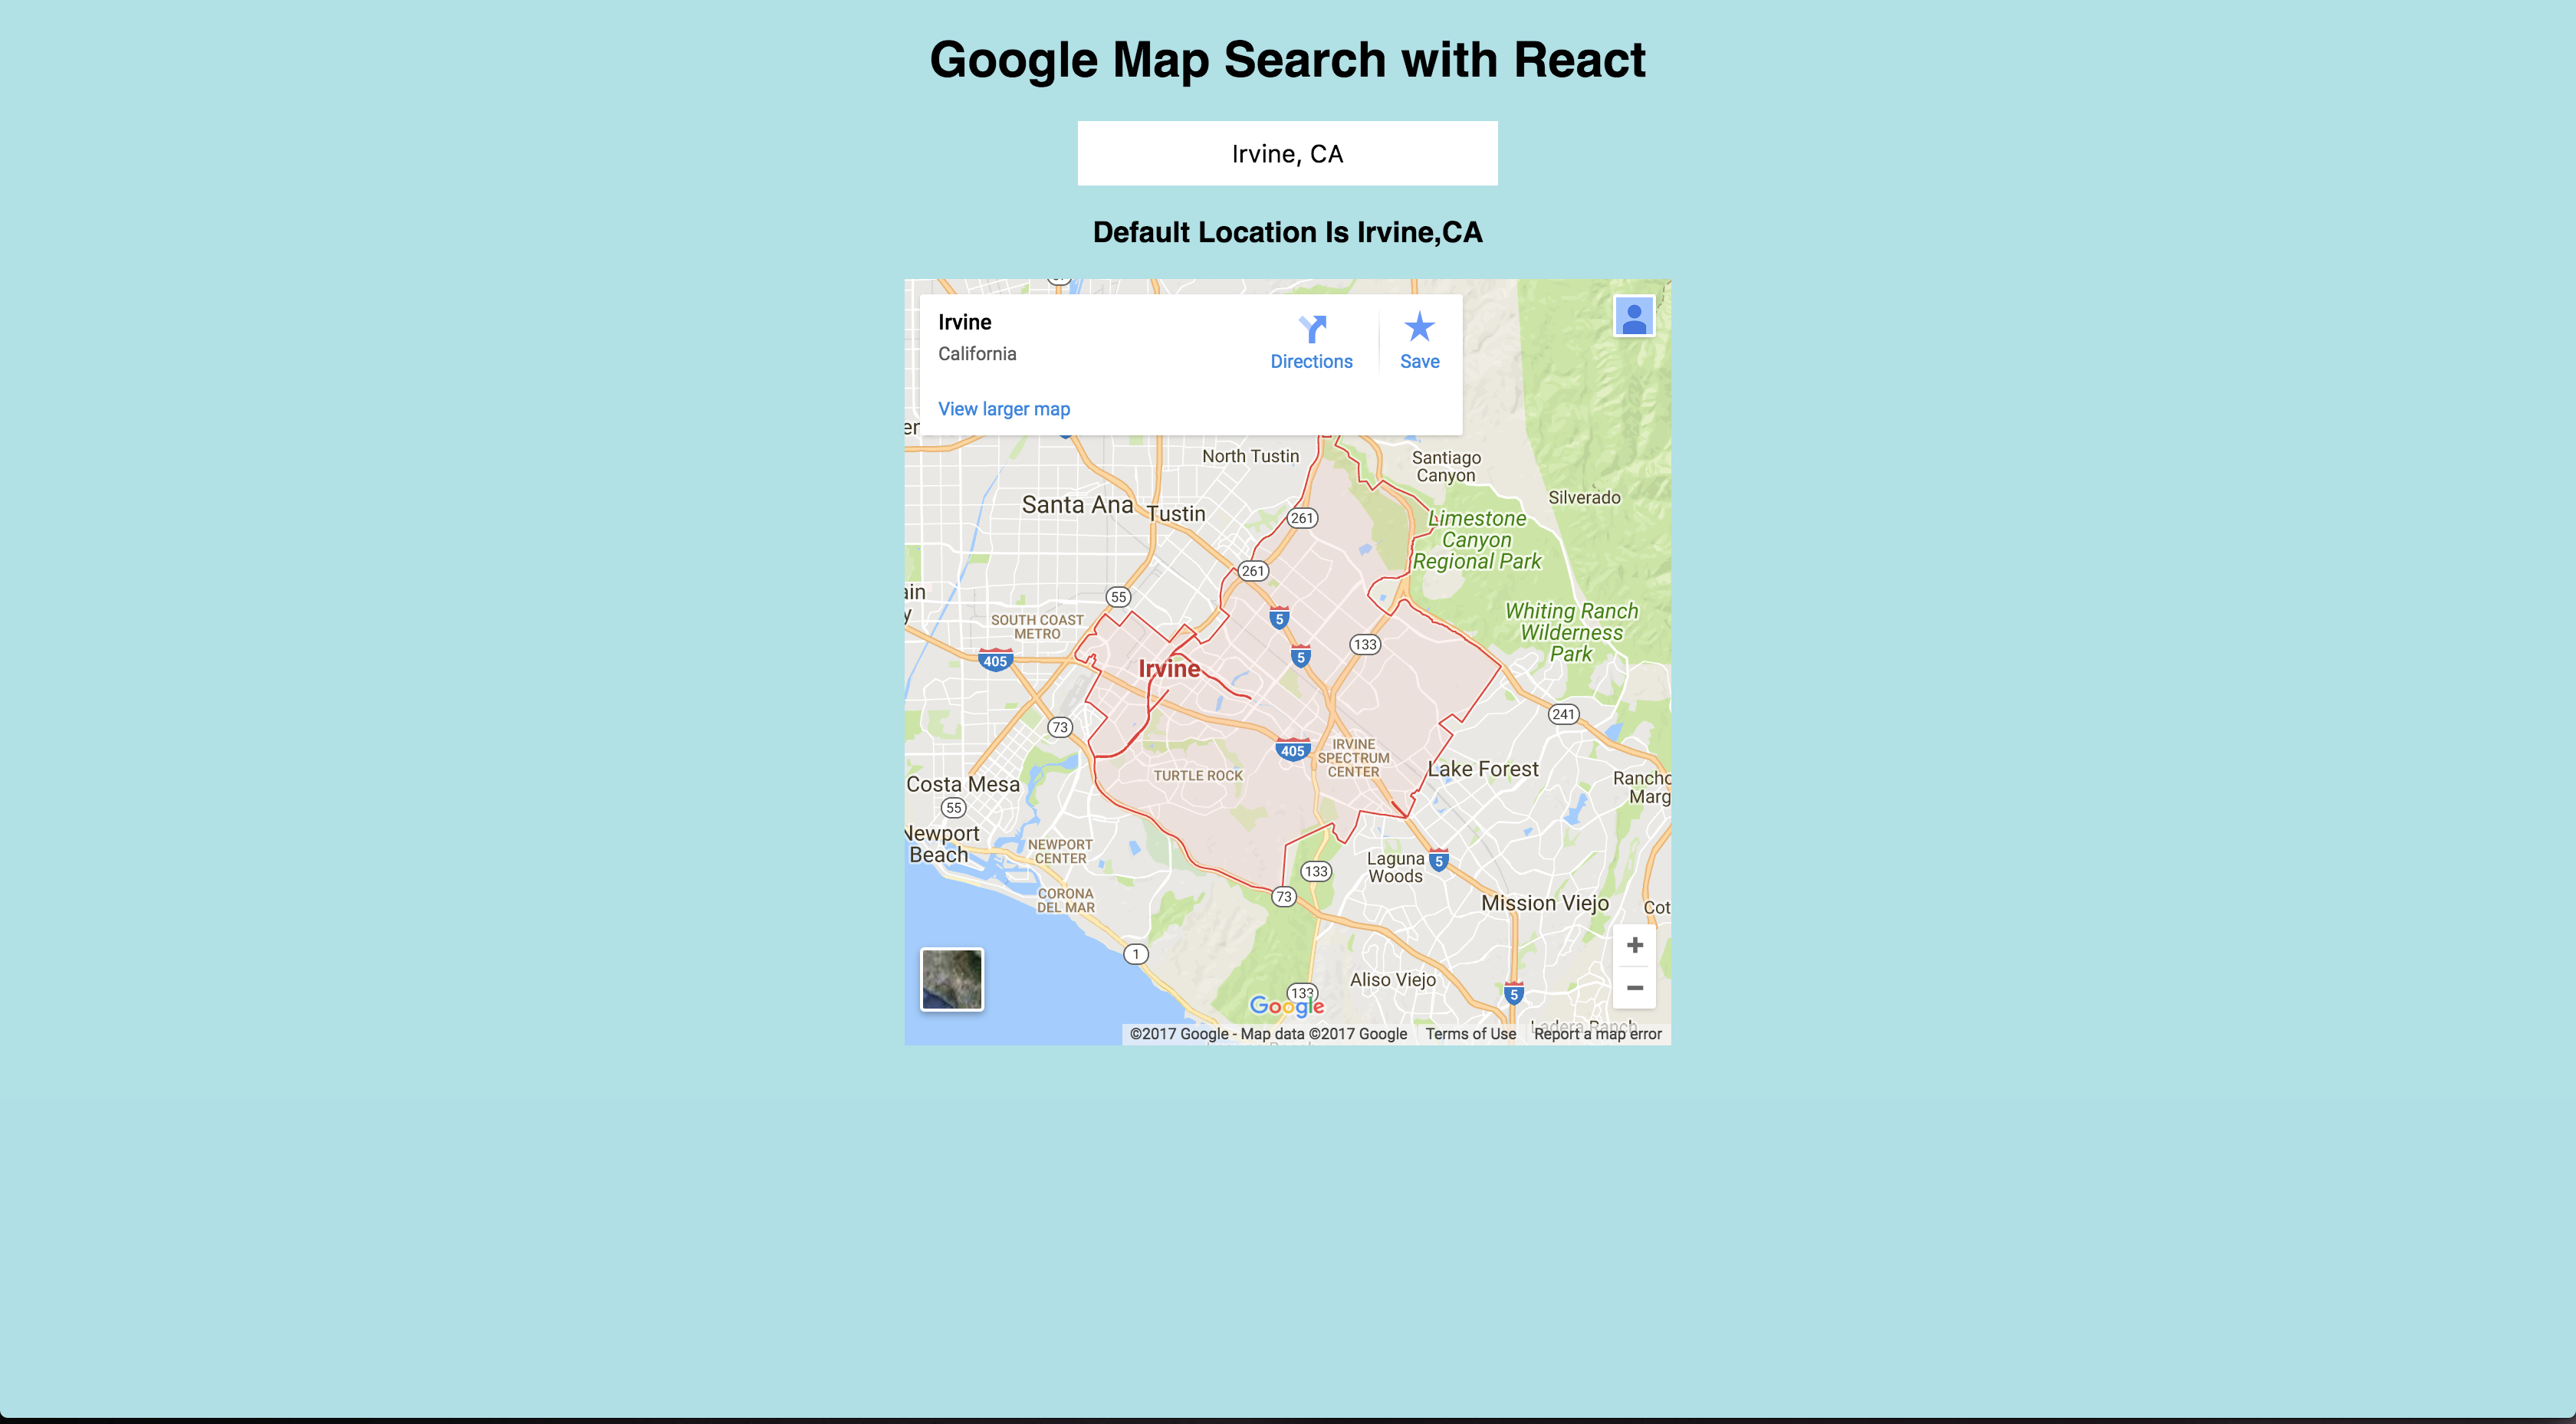 Google Map Search with React
Irvine, CA
Default Location Is Irvine,CA
Irvine
California
Directions
Save
View larger map
North Tustin
Santiago
Canyon
Silverado
Santa Ana
Tustin
261
Limestone
Canyon
Regional Park
261
55
SOUTH COAST
METRO
5
Whiting Ranch
Wilderness
Park
133
5
405
Irvine
73
241
405
IRVINE
SPECTRUM
CENTER
TURTLE ROCK
Lake Forest
Costa Mesa
55
Rancho
Marg
Newport
Beach
NEWPORT
CENTER
Laguna
Woods
5
133
73
CORONA
DEL MAR
Mission Viejo
Cot
1
Aliso Viejo
133
5
Google
Ladera Ranch
©2017 Google - Map data ©2017 Google
Terms of Use
Report a map error